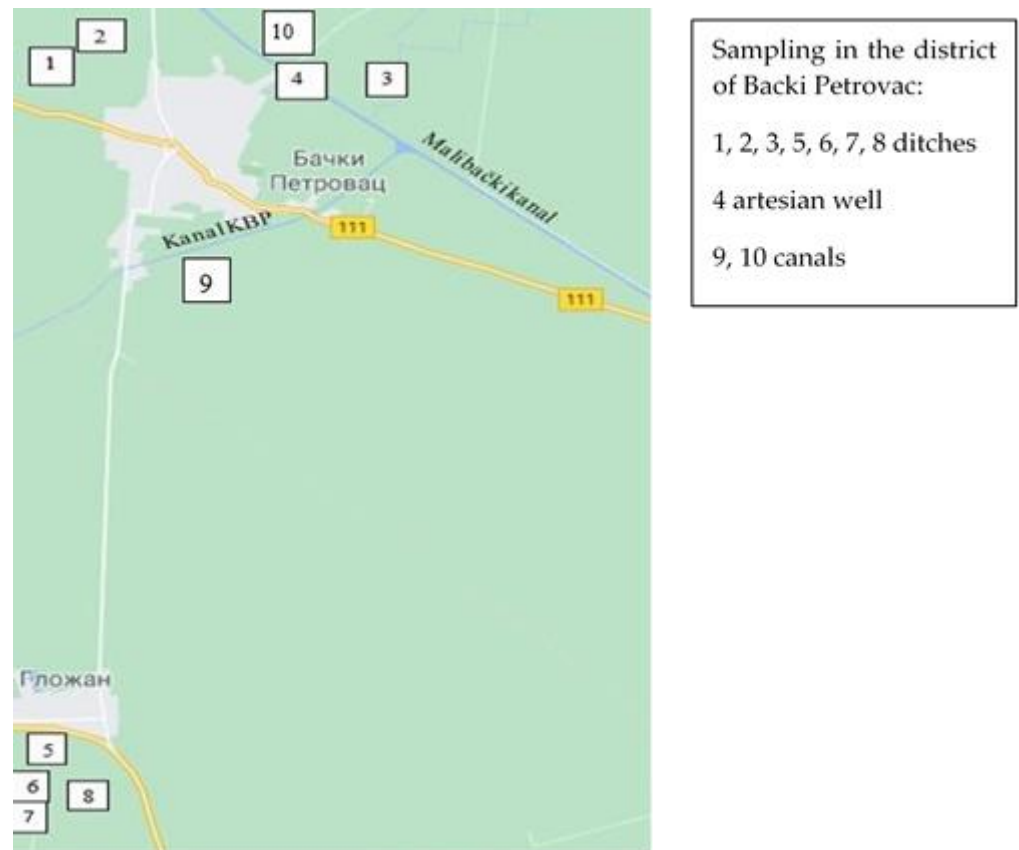 2
10
1
4
3
Malibačkikanal
Бачки
Петровац
KanalKBP
111
9
111
Гложан
5
6
8
7
Sampling in the district
of Backi Petrovac:
1, 2, 3, 5, 6, 7, 8 ditches
4 artesian well
9, 10 canals